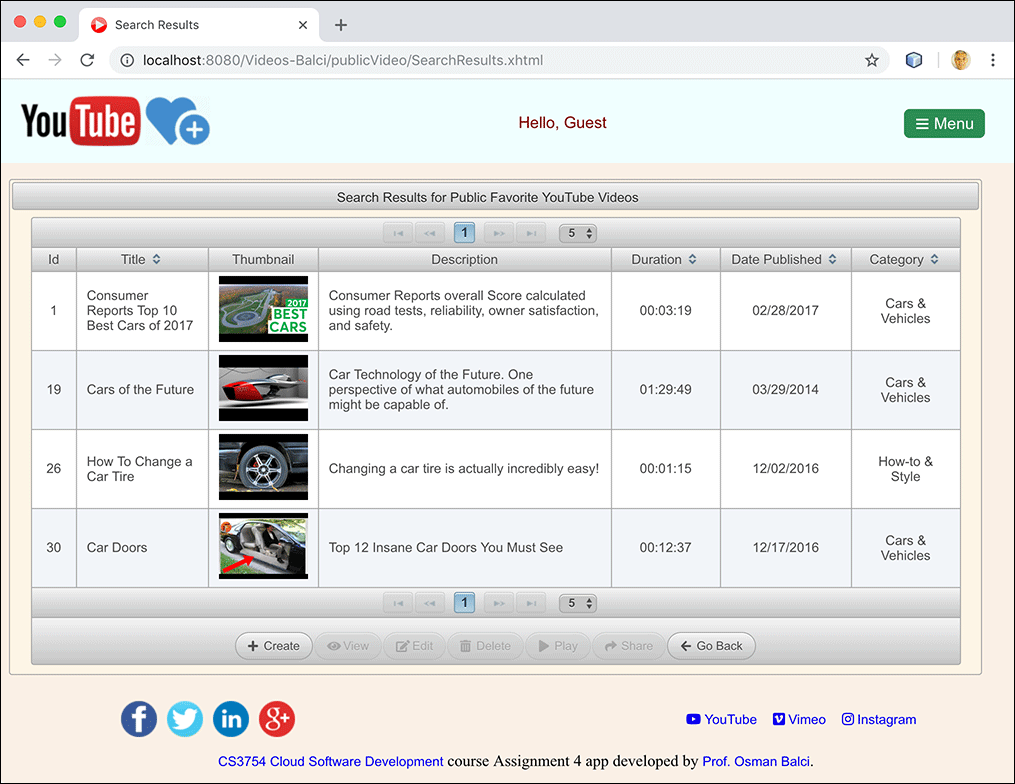 Search Results
localhost:8080/Videos-Balci/publicVideo/SearchResults.xhtml
YouTube
Hello, Guest
Menu
Search Results for Public Favorite YouTube Videos
1 5
Id Title Thumbnail Description Duration Date Published Category
1 Consumer Reports Top 10 Best Cars of 2017 2017 BEST CARS Consumer Reports overall Score calculated using road tests, reliability, owner satisfaction, and safety. 00:03:19 02/28/2017 Cars & Vehicles
19 Cars of the Future Car Technology of the Future. One perspective of what automobiles of the future might be capable of. 01:29:49 03/29/2014 Cars & Vehicles
26 How To Change a Car Tire Changing a car tire is actually incredibly easy! 00:01:15 12/02/2016 How-to & Style
30 Car Doors Top 12 Insane Car Doors You Must See 00:12:37 12/17/2016 Cars & Vehicles
1 5
Create View Edit Delete Play Share Go Back
f in g+ YouTube Vimeo Instagram
CS3754 Cloud Software Development course Assignment 4 app developed by Prof. Osman Balci.